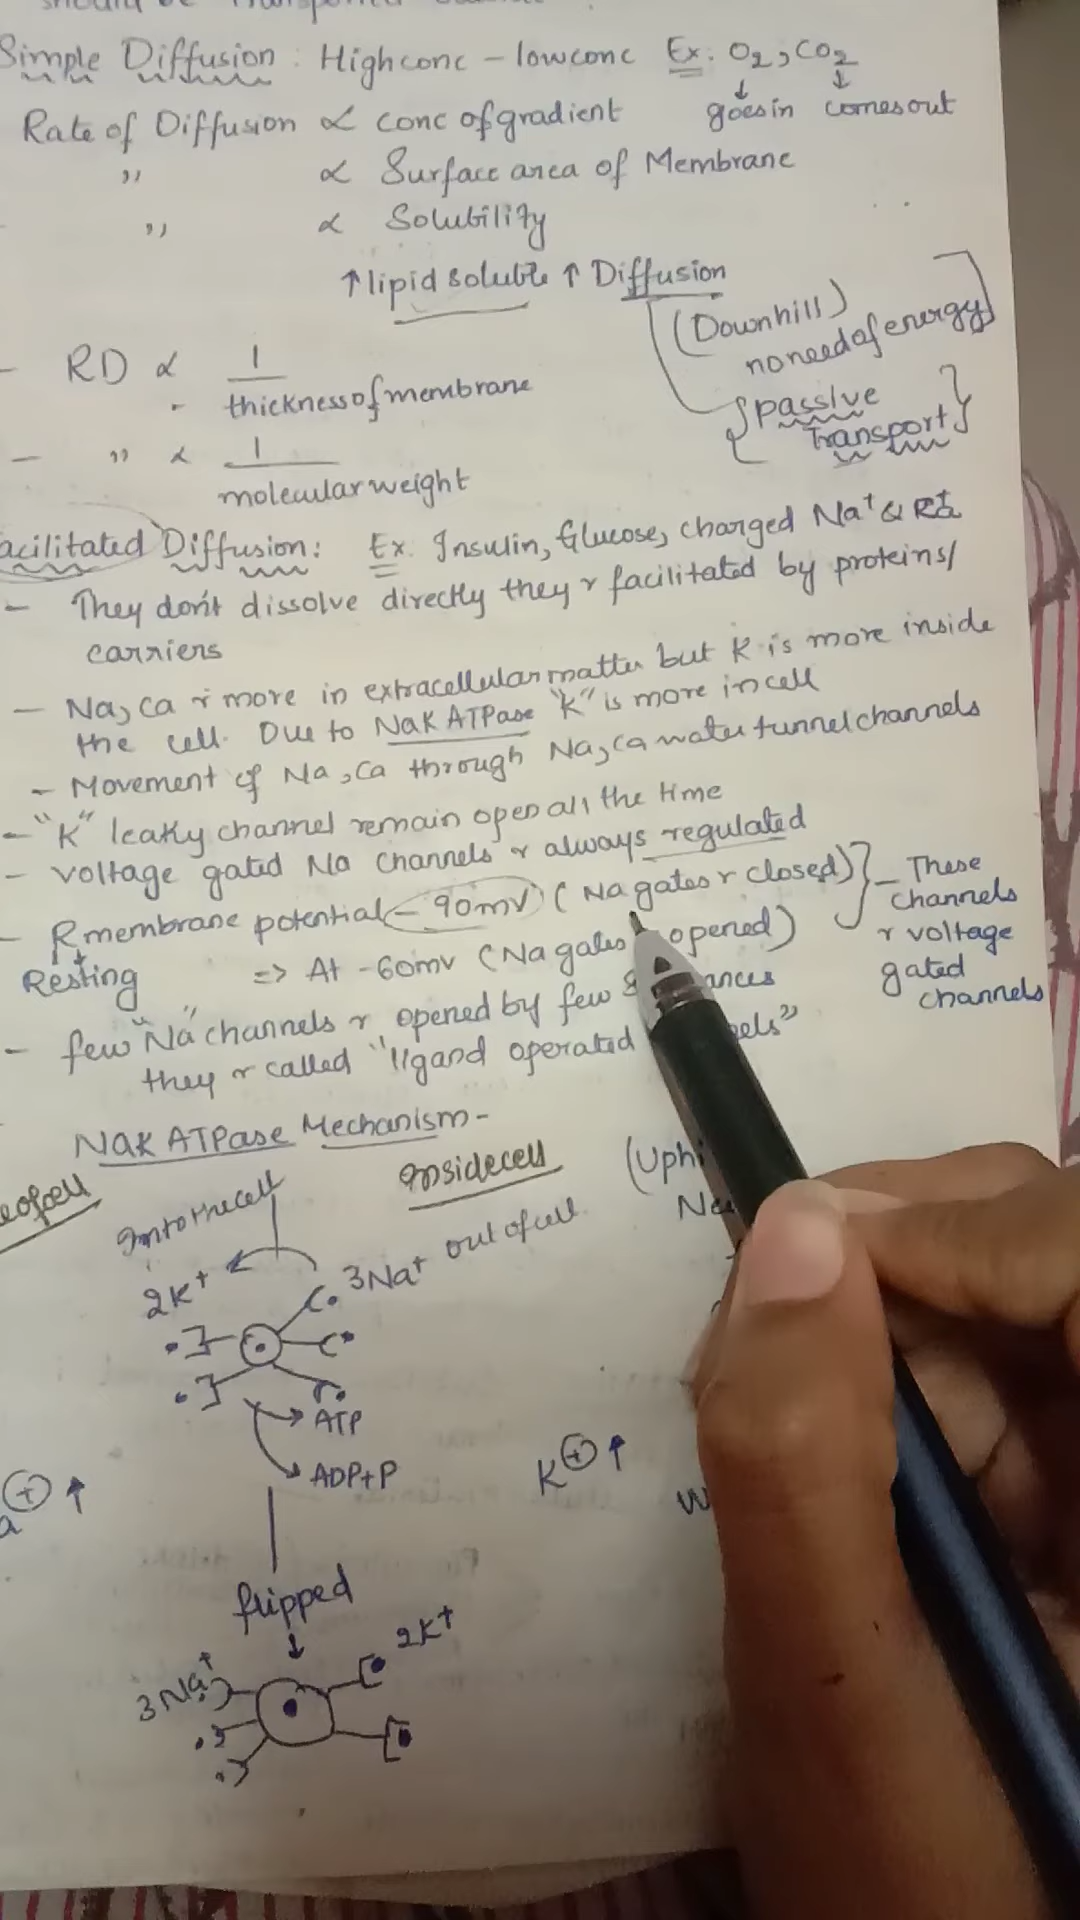 Simple Diffusion : High conc - low conc Ex: O2, CO2
↓ goes in ↓ comes out
Rate of Diffusion ∝ conc of gradient
" ∝ Surface area of Membrane
" ∝ Solubility
↑ lipid soluble ↑ Diffusion
(Downhill)
no need of energy
passive
Transport
- RD ∝ 1
thickness of membrane
- " ∝ 1
molecular weight
acilitated Diffusion: Ex: Insulin, Glucose, charged Na+ &
- They don't dissolve directly they r facilitated by proteins/
carriers
- Na, Ca r more in extracellular matter but K is more inside
the cell. Due to NaK ATPase "K" is more in cell
- Movement of Na, Ca through Na, Ca water tunnel channels
- "K" leaky channel remain open all the time
- voltage gated Na channels r always regulated
- R membrane potential - 90mv (Na gates r closed)
↓
Resting
=> At -60mv (Na gates opened)
- These
channels
r voltage
gated
channels
- few "Na" channels r opened by few
they r called "ligand operated
NaK ATPase Mechanism-
eofcell
Into the cell
Inside cell
(Uphi
2K+
3Na+ out of cell
→ ATP
→ ADP+P
a⊕ ↑
K⊕ ↑
flipped
↓
3Na+
2K+